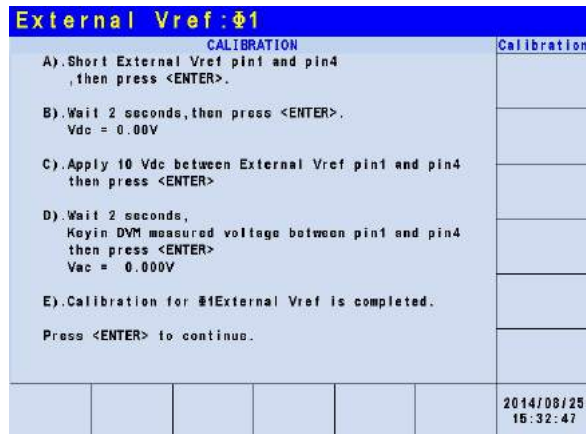 External Vref:Φ1
CALIBRATION
Calibration
A).Short External Vref pin1 and pin4
,then press <ENTER>.
B).Wait 2 seconds,then press <ENTER>.
Vdc = 0.00V
C).Apply 10 Vdc between External Vref pin1 and pin4
then press <ENTER>
D).Wait 2 seconds,
Keyin DVM measured voltage between pin1 and pin4
then press <ENTER>
Vac = 0.000V
E).Calibration for Φ1External Vref is completed.
Press <ENTER> to continue.
2014/08/25
15:32:47